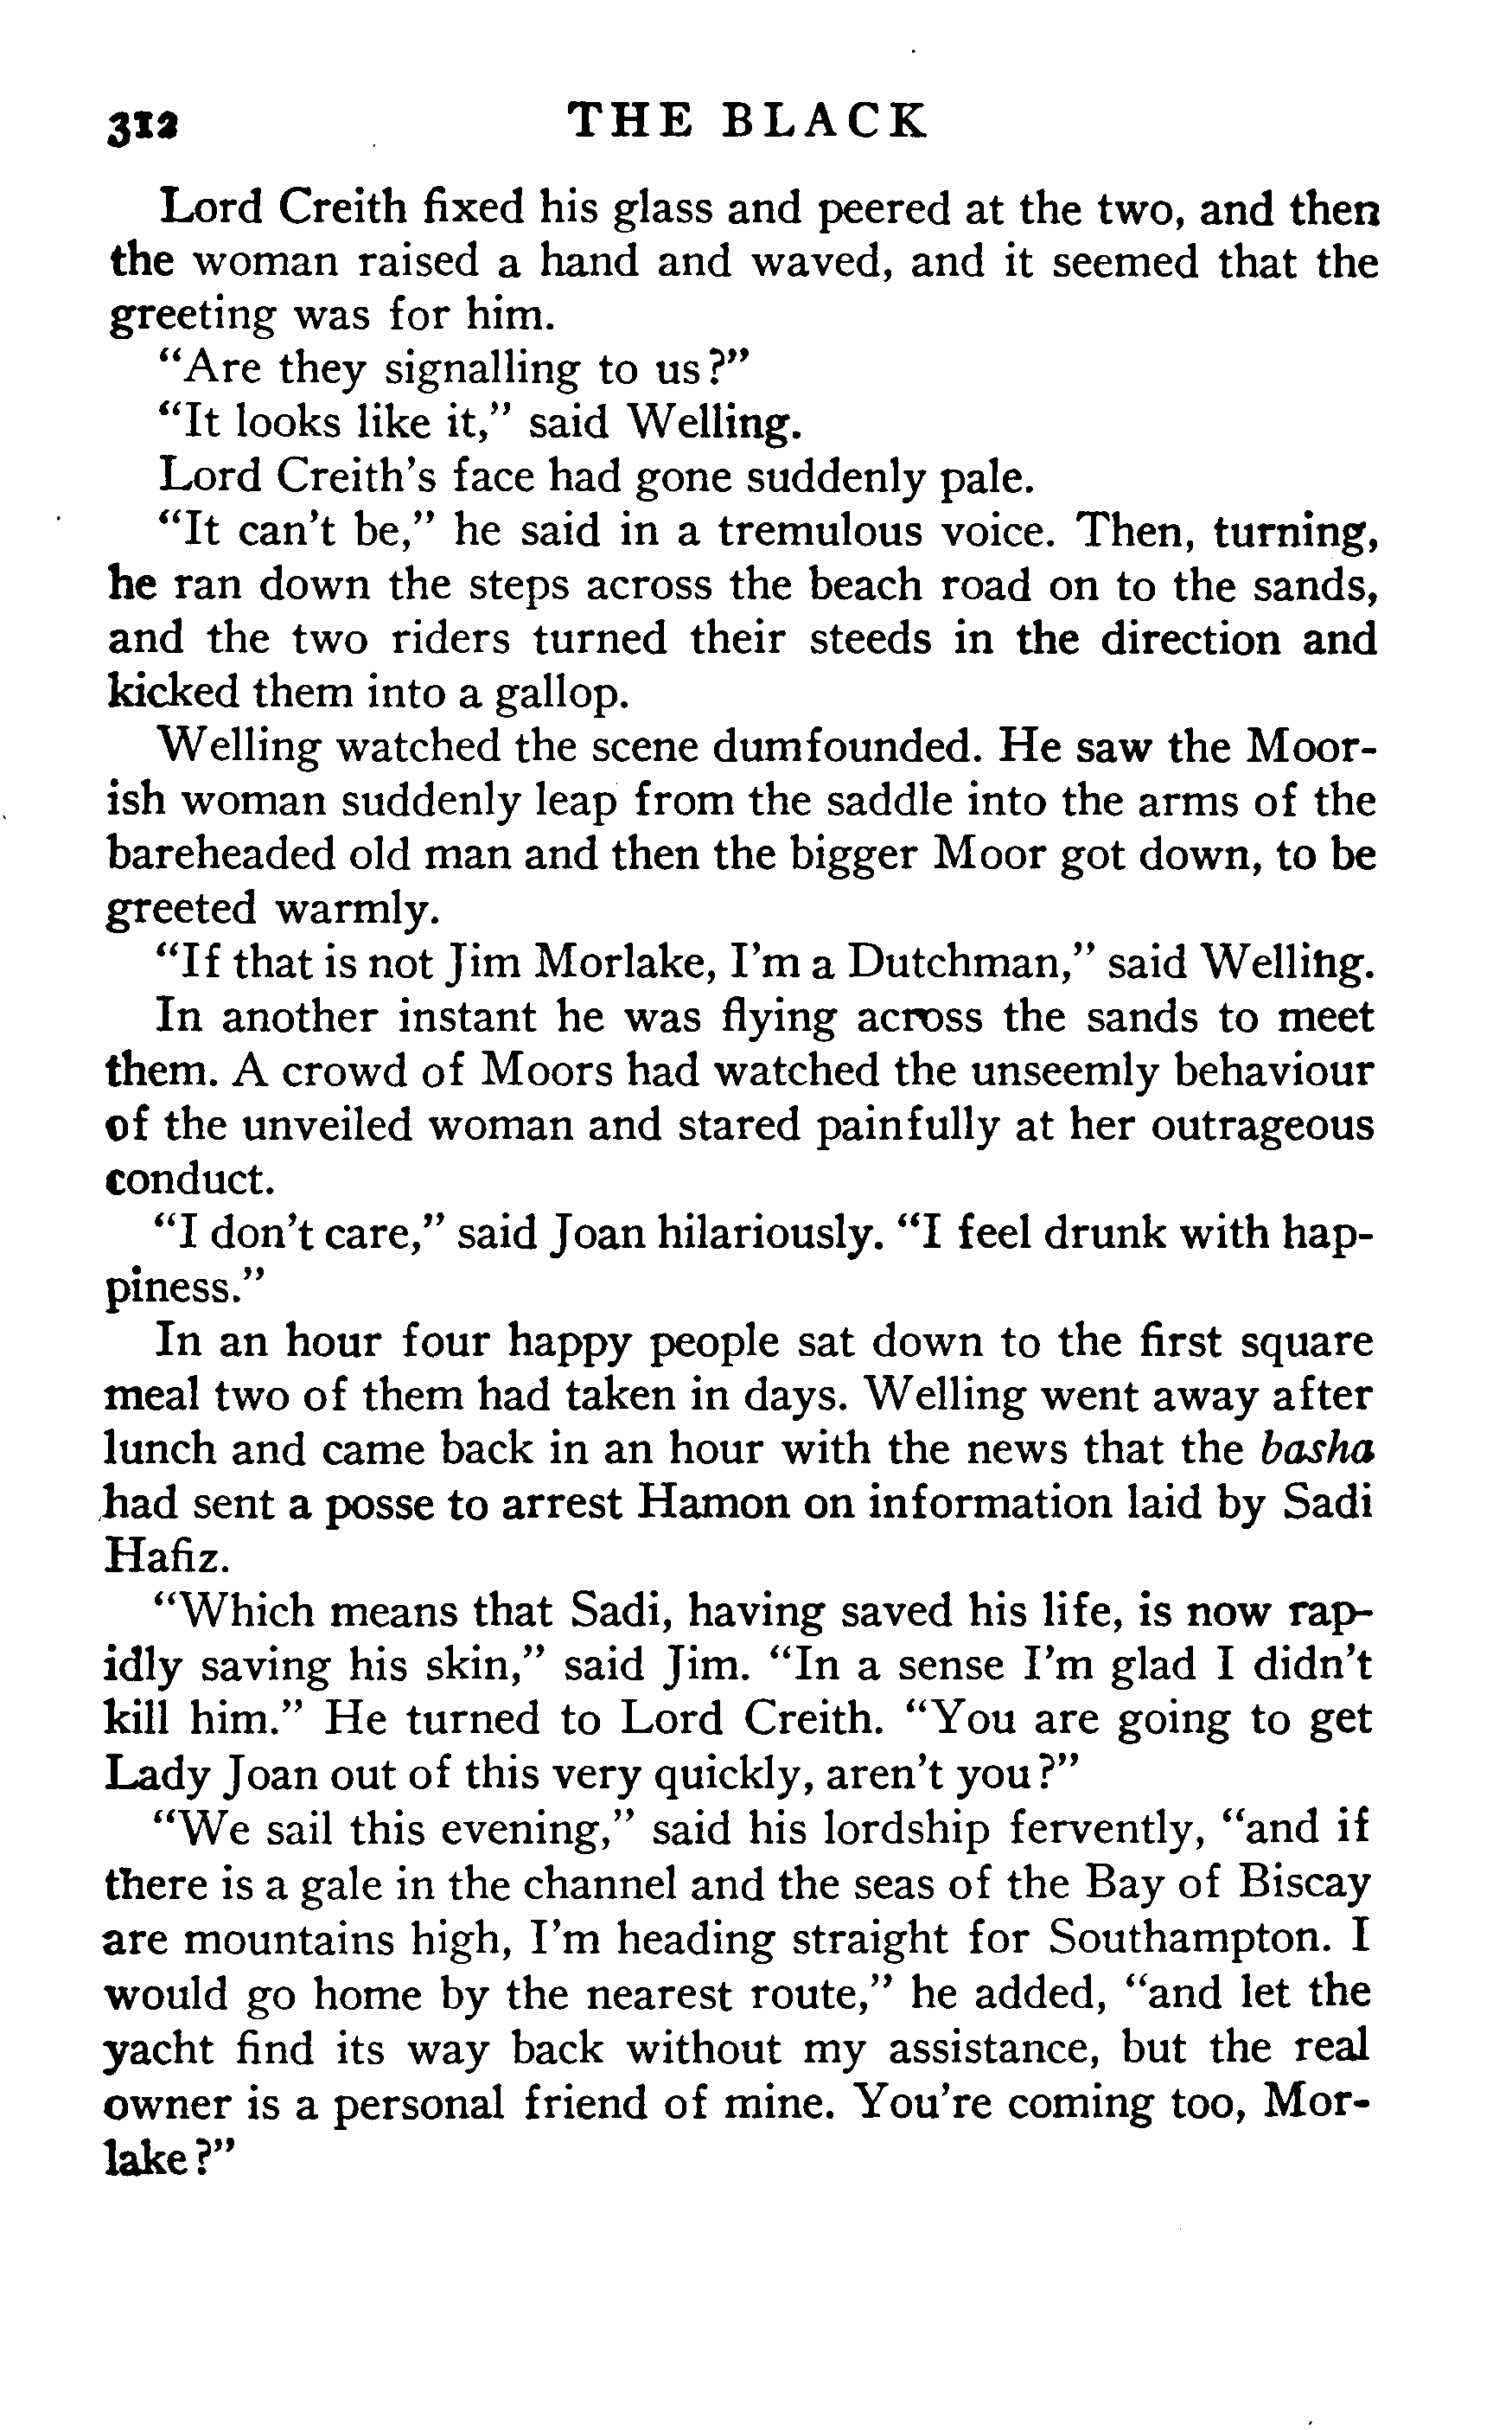 312 THE BLACK
Lord Creith fixed his glass and peered at the two, and then
the woman raised a hand and waved, and it seemed that the
greeting was for him.
"Are they signalling to us?"
"It looks like it," said Welling.
Lord Creith's face had gone suddenly pale.
"It can't be," he said in a tremulous voice. Then, turning,
he ran down the steps across the beach road on to the sands,
and the two riders turned their steeds in the direction and
kicked them into a gallop.
Welling watched the scene dumfounded. He saw the Moor-
ish woman suddenly leap from the saddle into the arms of the
bareheaded old man and then the bigger Moor got down, to be
greeted warmly.
"If that is not Jim Morlake, I'm a Dutchman," said Welling.
In another instant he was flying across the sands to meet
them. A crowd of Moors had watched the unseemly behaviour
of the unveiled woman and stared painfully at her outrageous
conduct.
"I don't care," said Joan hilariously. "I feel drunk with hap-
piness."
In an hour four happy people sat down to the first square
meal two of them had taken in days. Welling went away after
lunch and came back in an hour with the news that the basha
had sent a posse to arrest Hamon on information laid by Sadi
Hafiz.
"Which means that Sadi, having saved his life, is now rap-
idly saving his skin," said Jim. "In a sense I'm glad I didn't
kill him." He turned to Lord Creith. "You are going to get
Lady Joan out of this very quickly, aren't you?"
"We sail this evening," said his lordship fervently, "and if
there is a gale in the channel and the seas of the Bay of Biscay
are mountains high, I'm heading straight for Southampton. I
would go home by the nearest route," he added, "and let the
yacht find its way back without my assistance, but the real
owner is a personal friend of mine. You're coming too, Mor-
lake?"